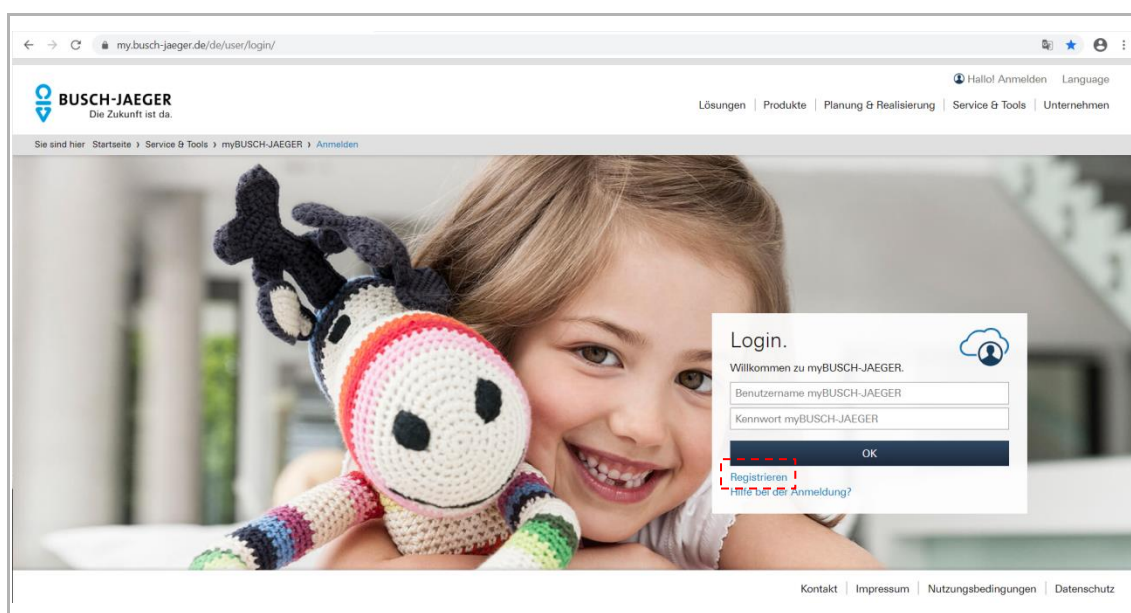 my.busch-jaeger.de/de/user/login/
Hallo! Anmelden Language
BUSCH-JAEGER
Die Zukunft ist da.
Lösungen Produkte Planung & Realisierung Service & Tools Unternehmen
Sie sind hier Startseite › Service & Tools › myBUSCH-JAEGER › Anmelden
Login.
Willkommen zu myBUSCH-JAEGER.
Benutzername myBUSCH-JAEGER
Kennwort myBUSCH-JAEGER
OK
Registrieren
Hilfe bei der Anmeldung?
Kontakt Impressum Nutzungsbedingungen Datenschutz